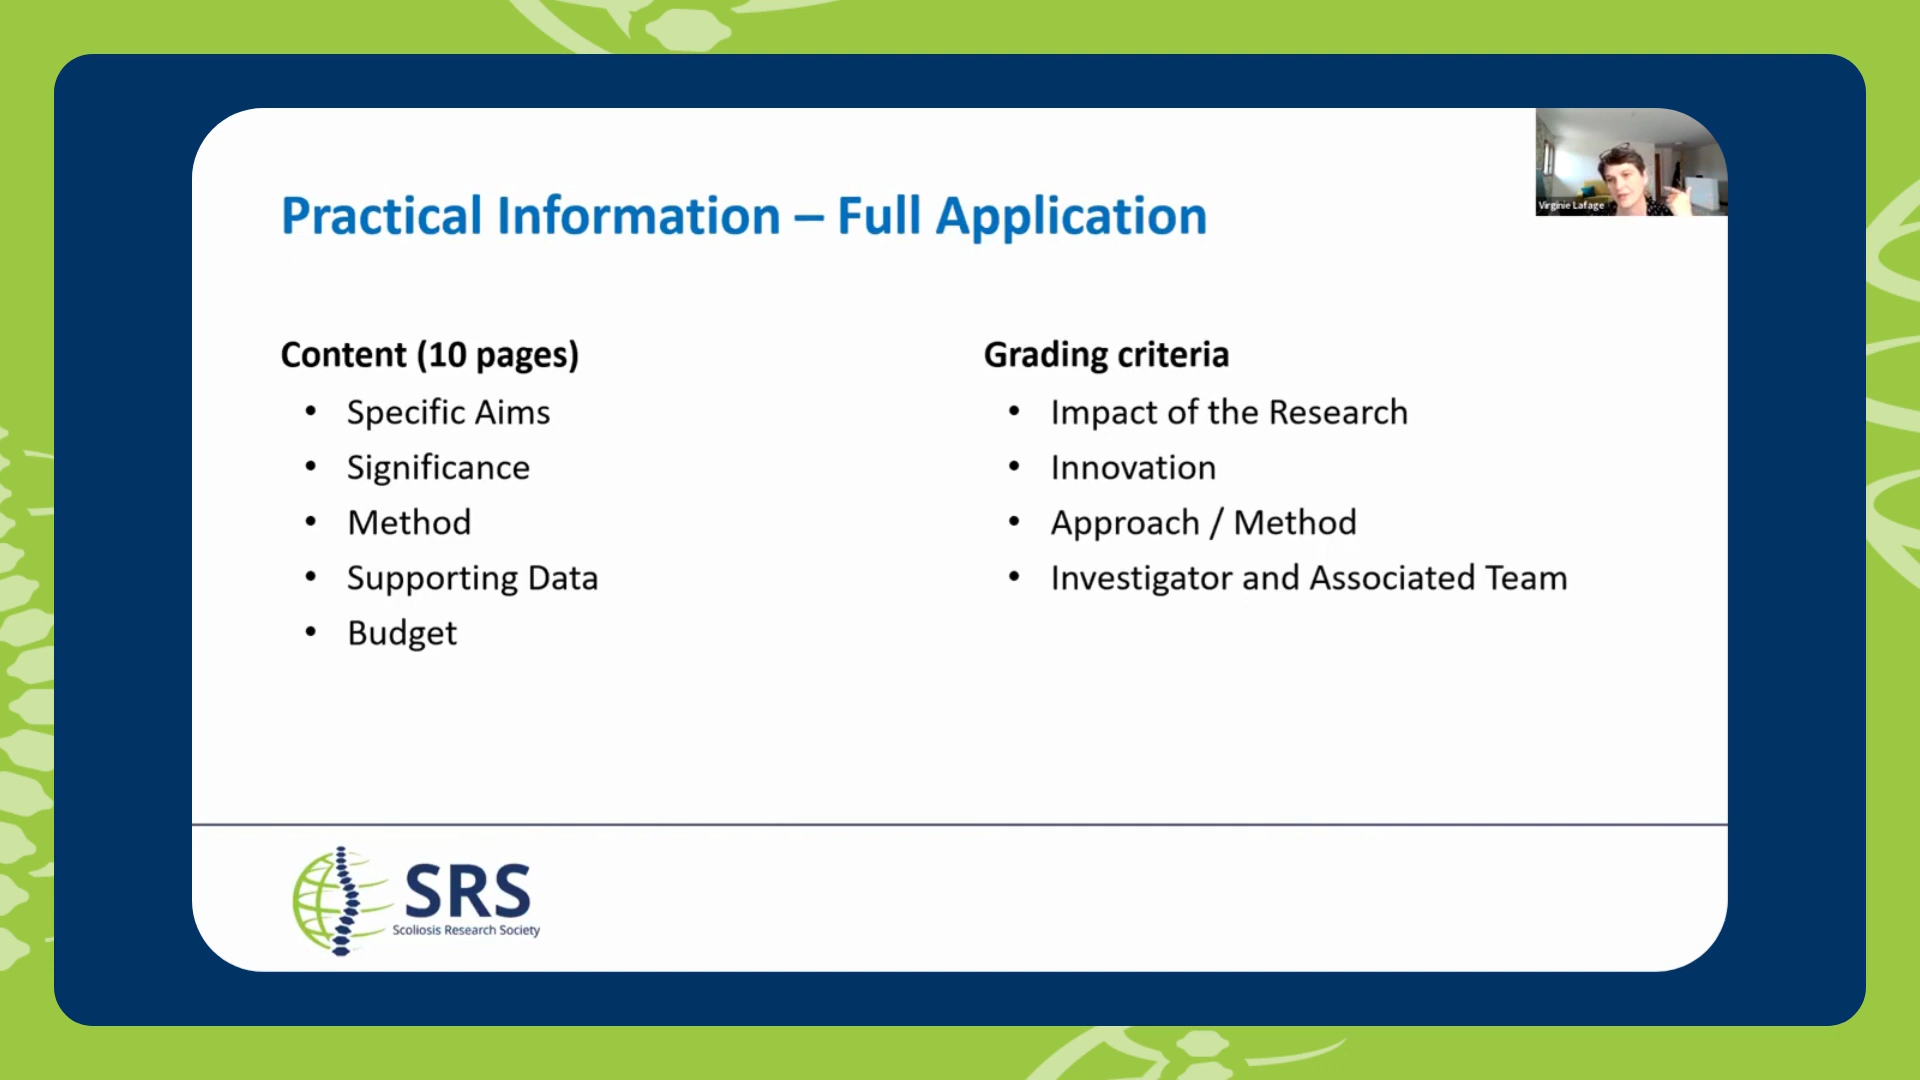 Practical Information – Full Application
Virginie Lafage
Content (10 pages)
• Specific Aims
• Significance
• Method
• Supporting Data
• Budget
Grading criteria
• Impact of the Research
• Innovation
• Approach / Method
• Investigator and Associated Team
SRS
Scoliosis Research Society